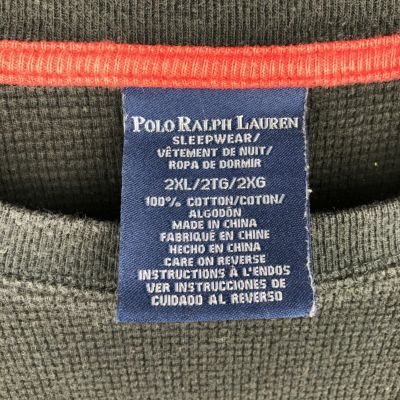 POLO RALPH LAUREN
SLEEPWEAR/
VÊTEMENT DE NUIT/
ROPA DE DORMIR
2XL/2TG/2XG
100% COTTON/COTON/
ALGODÓN
MADE IN CHINA
FABRIQUÉ EN CHINE
HECHO EN CHINA
CARE ON REVERSE
INSTRUCTIONS À L'ENDOS
VER INSTRUCCIONES DE
CUIDADO AL REVERSO